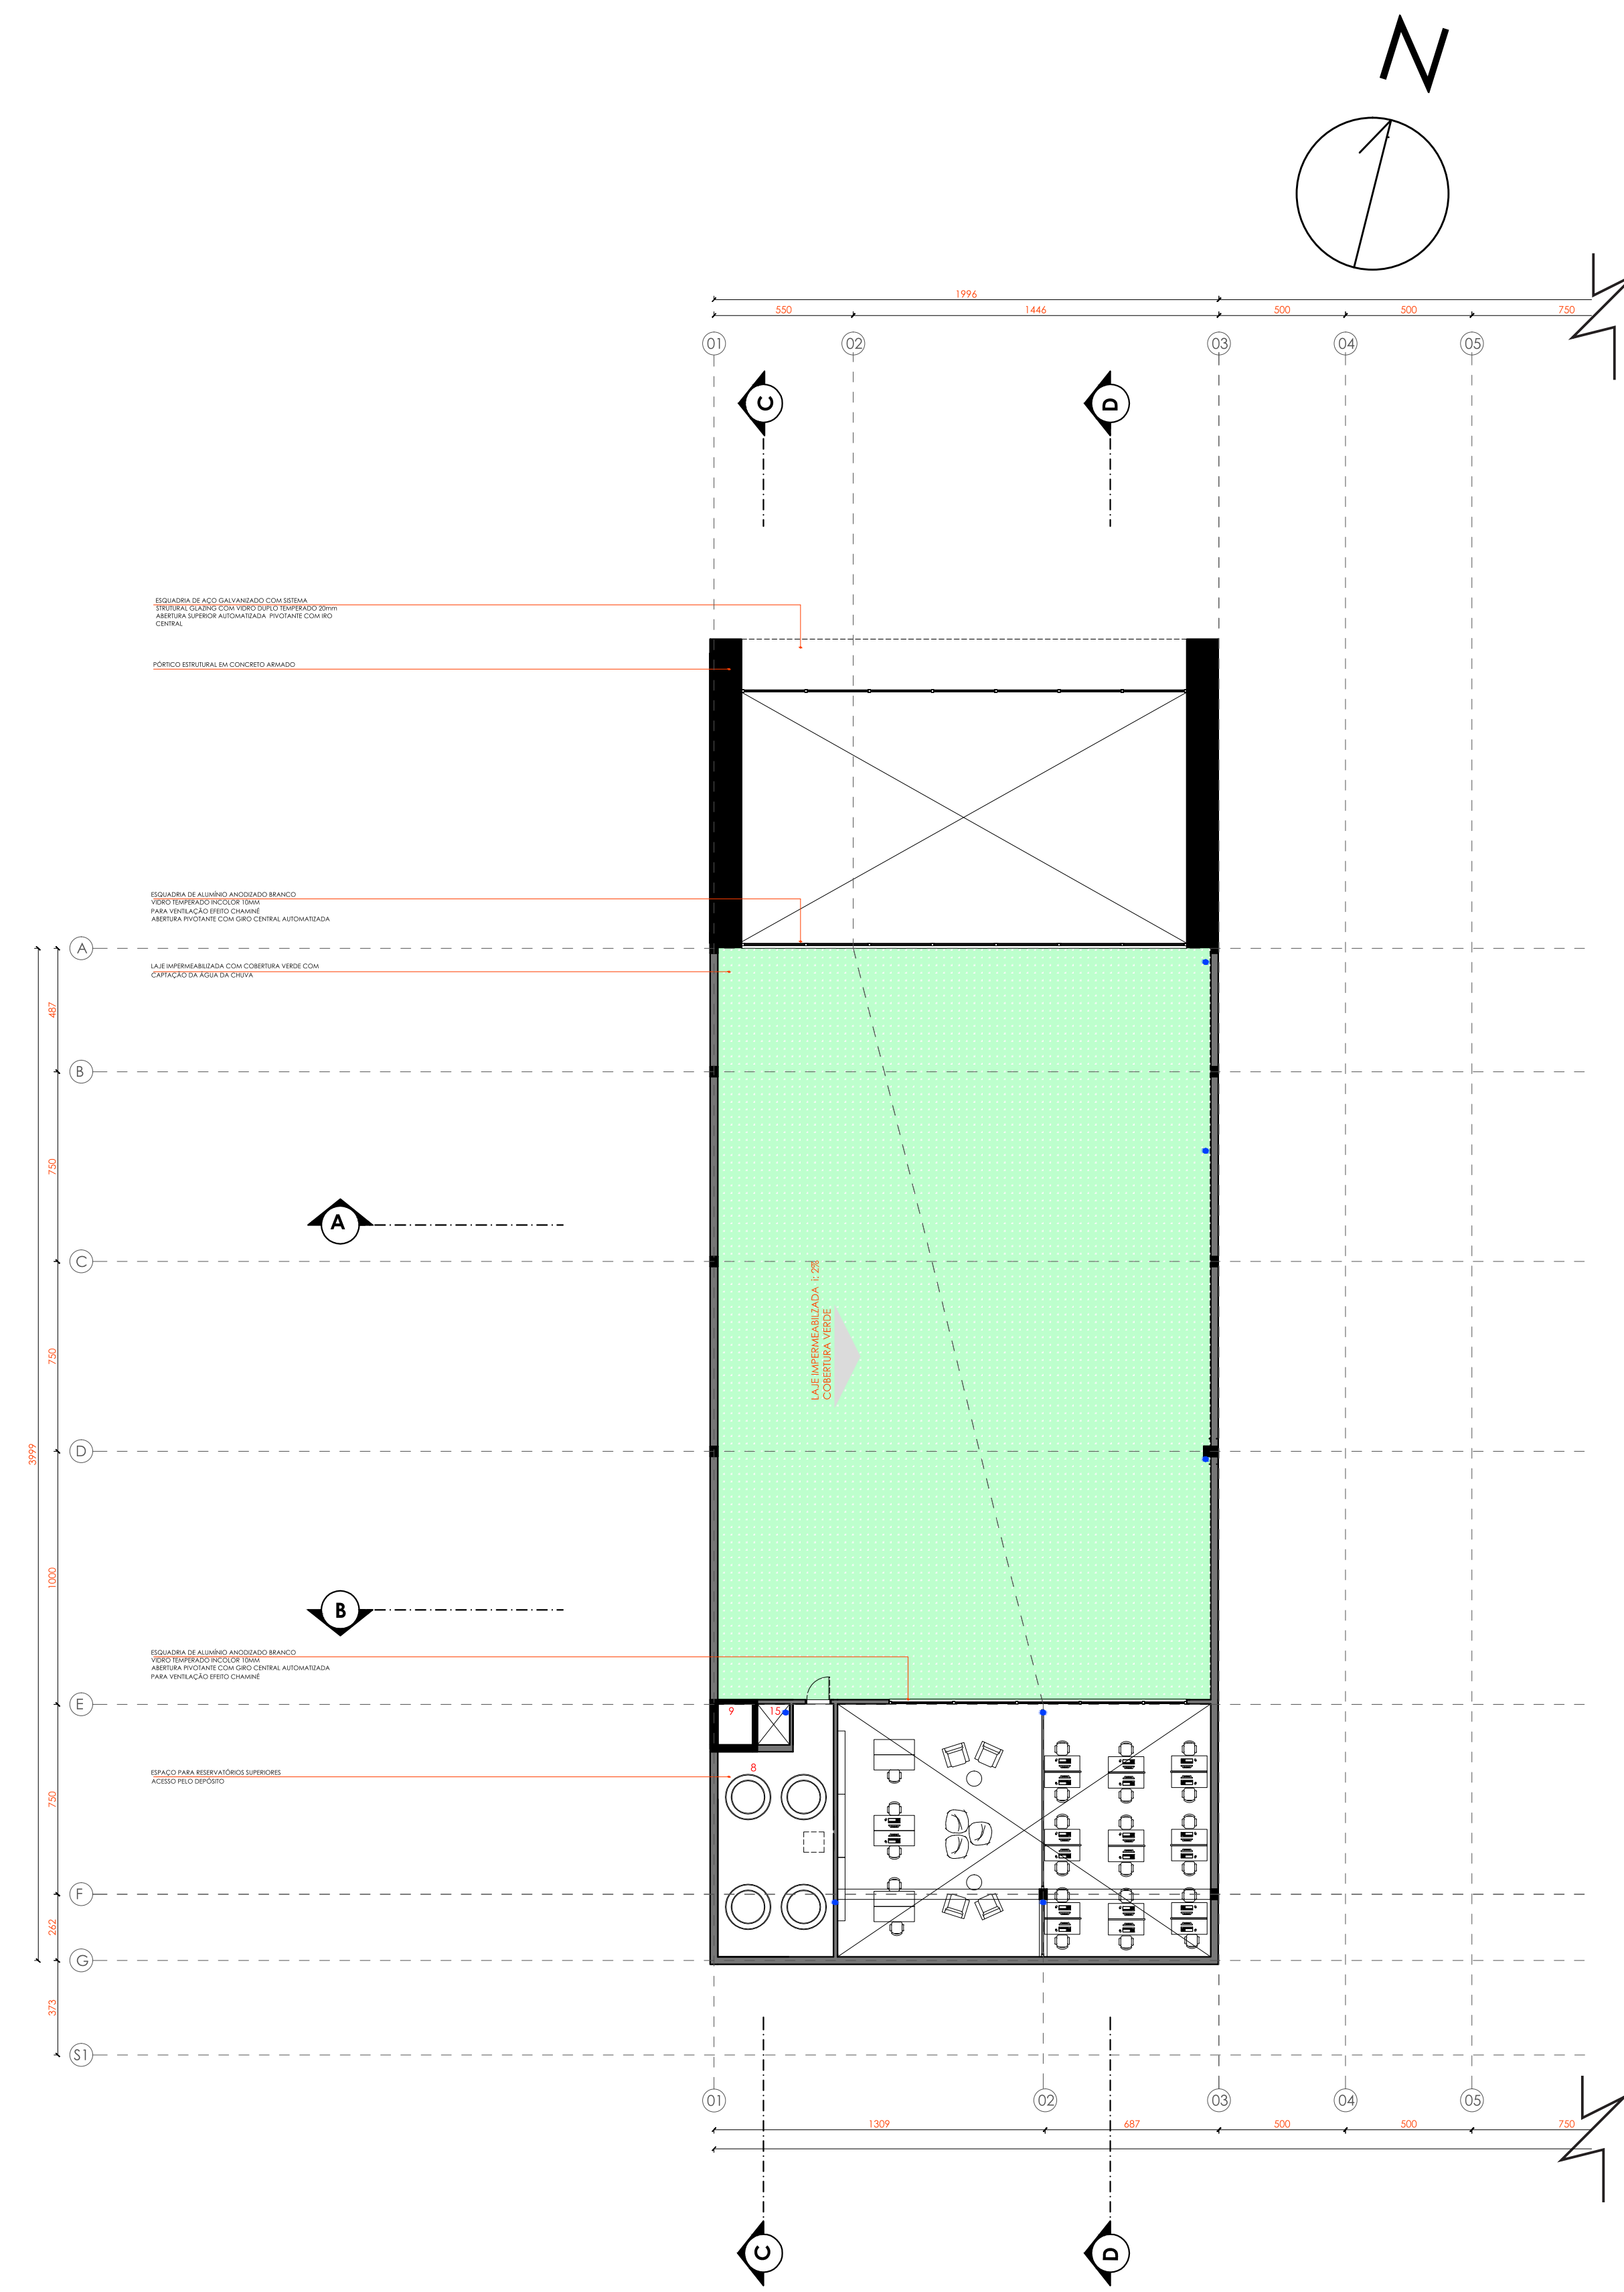 N
1996
550
1446
500
500
750
01
02
03
04
05
C
D
ESQUADRIA DE AÇO GALVANIZADO COM SISTEMA
STRUTURAL GLAZING COM VIDRO DUPLO TEMPERADO 20mm
ABERTURA SUPERIOR AUTOMATIZADA PIVOTANTE COM IRO
CENTRAL
PÓRTICO ESTRUTURAL EM CONCRETO ARMADO
ESQUADRIA DE ALUMÍNIO ANODIZADO BRANCO
VIDRO TEMPERADO INCOLOR 10MM
PARA VENTILAÇÃO EFEITO CHAMINÉ
ABERTURA PIVOTANTE COM GIRO CENTRAL AUTOMATIZADA
A
LAJE IMPERMEABILIZADA COM COBERTURA VERDE COM
CAPTAÇÃO DA ÁGUA DA CHUVA
487
B
750
A
C
LAJE IMPERMEABILZADA i: 2%
COBERTURA VERDE
750
D
3999
1000
B
ESQUADRIA DE ALUMÍNIO ANODIZADO BRANCO
VIDRO TEMPERADO INCOLOR 10MM
ABERTURA PIVOTANTE COM GIRO CENTRAL AUTOMATIZADA
PARA VENTILAÇÃO EFEITO CHAMINÉ
E
9
15
8
ESPAÇO PARA RESERVATÓRIOS SUPERIORES
ACESSO PELO DEPÓSITO
750
F
262
G
373
S1
01
02
03
04
05
1309
687
500
500
750
C
D